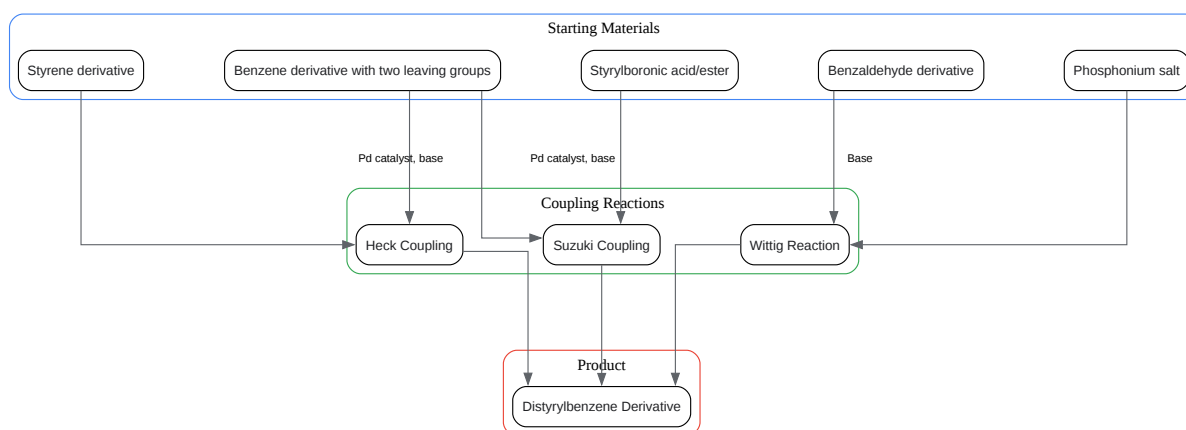 Starting Materials
Styrene derivative
Benzene derivative with two leaving groups
Styrylboronic acid/ester
Benzaldehyde derivative
Phosphonium salt
Pd catalyst, base
Pd catalyst, base
Base
Coupling Reactions
Heck Coupling
Suzuki Coupling
Wittig Reaction
Product
Distyrylbenzene Derivative